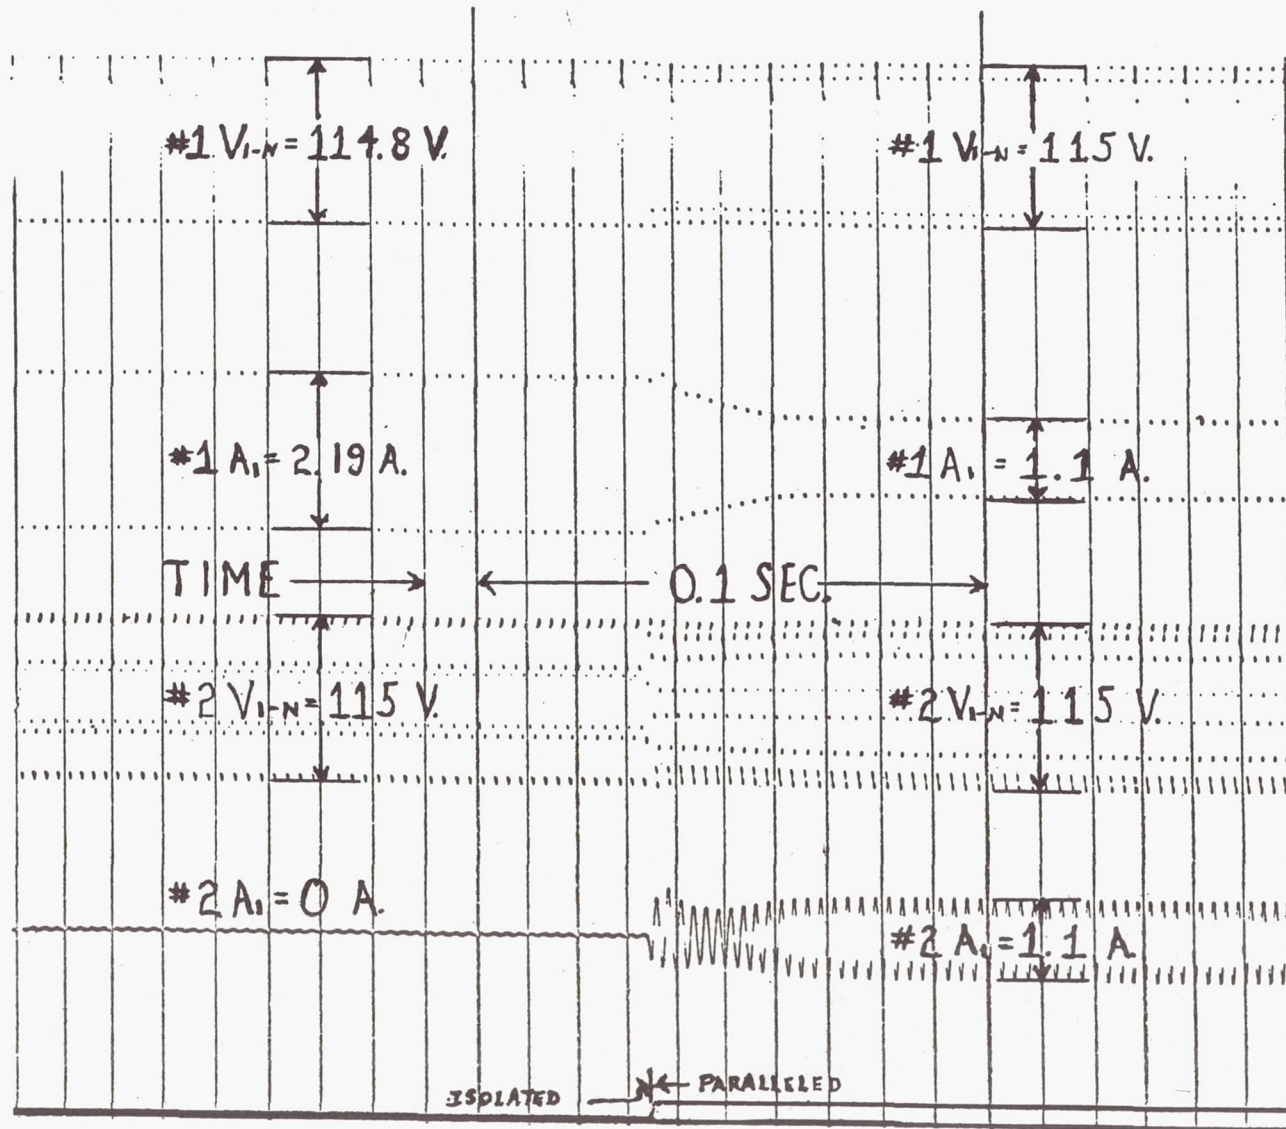 #1 V₁₋ₙ = 114.8 V.
#1 V₁₋ₙ = 115 V.
#1 A₁ = 2.19 A.
#1 A₁ = 1.1 A.
TIME
0.1 SEC.
#2 V₁₋ₙ = 115 V.
#2 V₁₋ₙ = 115 V.
#2 A₁ = 0 A.
#2 A₁ = 1.1 A.
PARALLELED
ISOLATED